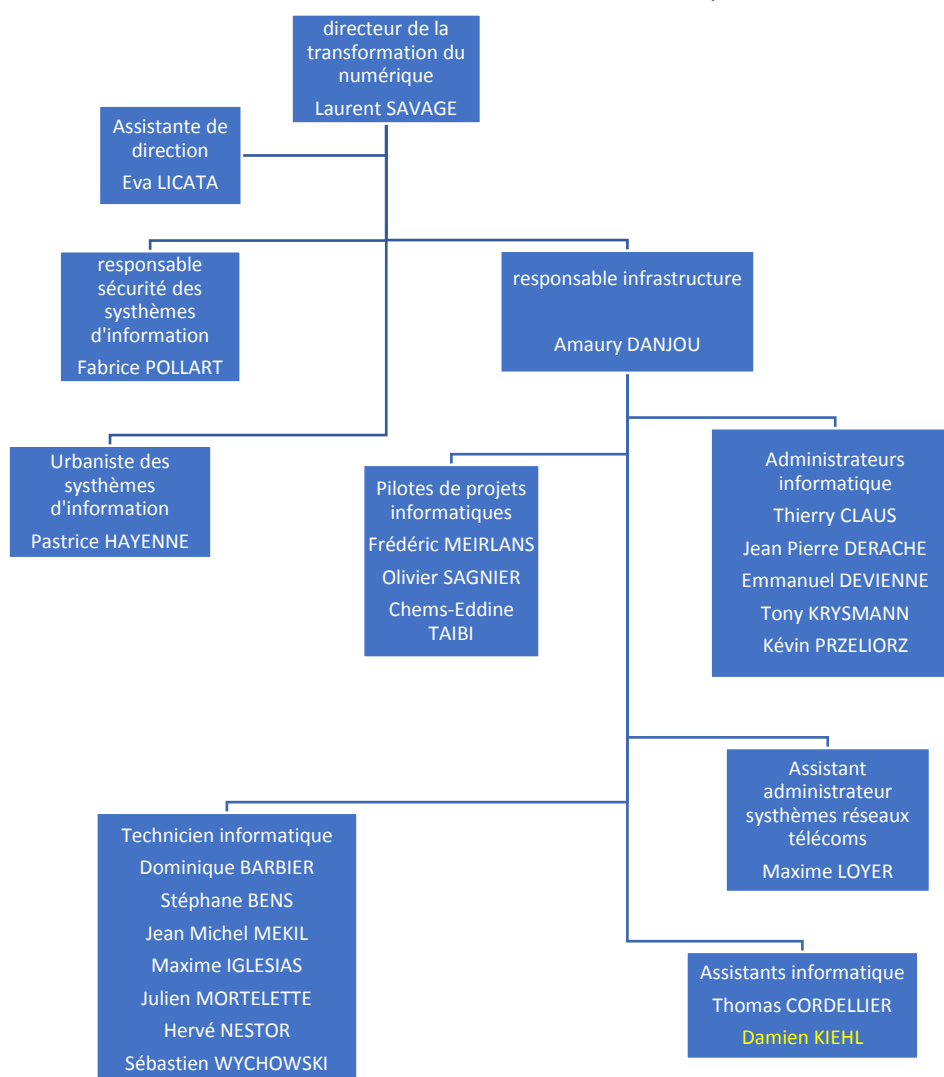 directeur de la
transformation du
numérique
Laurent SAVAGE
Assistante de
direction
Eva LICATA
responsable
sécurité des
systhèmes
d'information
Fabrice POLLART
responsable infrastructure
Amaury DANJOU
Urbaniste des
systhèmes
d'information
Pastrice HAYENNE
Pilotes de projets
informatiques
Frédéric MEIRLANS
Olivier SAGNIER
Chems-Eddine
TAIBI
Administrateurs
informatique
Thierry CLAUS
Jean Pierre DERACHE
Emmanuel DEVIENNE
Tony KRYSMANN
Kévin PRZELIORZ
Assistant
administrateur
systhèmes réseaux
télécoms
Maxime LOYER
Technicien informatique
Dominique BARBIER
Stéphane BENS
Jean Michel MEKIL
Maxime IGLESIAS
Julien MORTELETTE
Hervé NESTOR
Sébastien WYCHOWSKI
Assistants informatique
Thomas CORDELLIER
Damien KIEHL